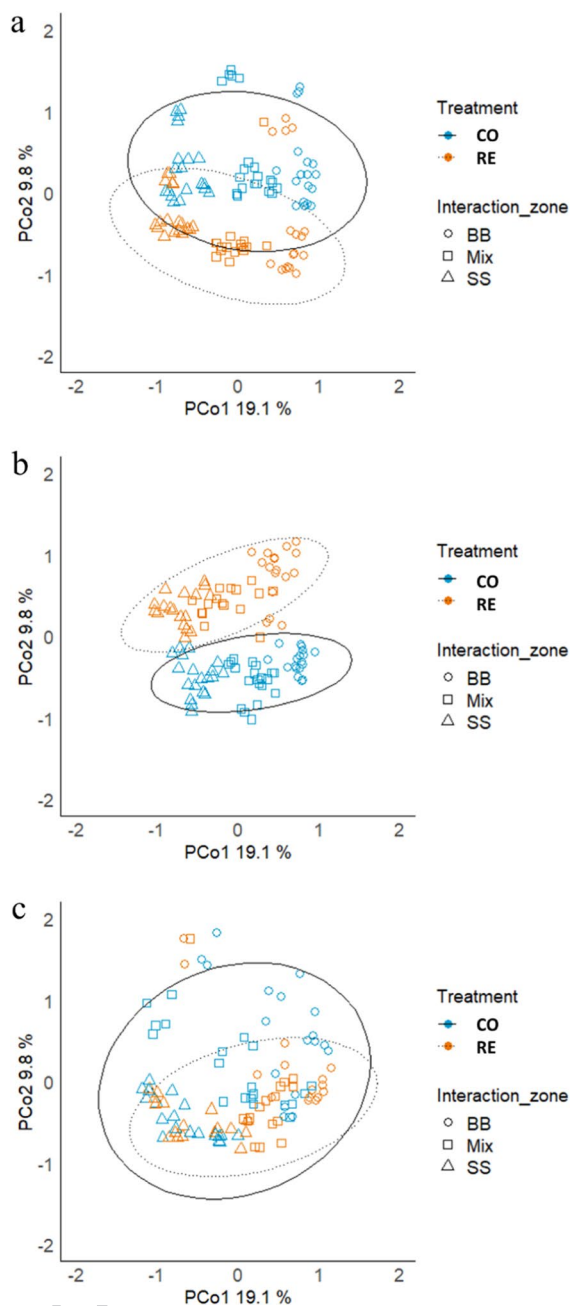 a
2
1
0
-1
-2
PCo2 9.8 %
-2 -1 0 1 2
PCo1 19.1 %
Treatment
CO
RE
Interaction_zone
BB
Mix
SS
b
2
1
0
-1
-2
PCo2 9.8 %
-2 -1 0 1 2
PCo1 19.1 %
Treatment
CO
RE
Interaction_zone
BB
Mix
SS
c
2
1
0
-1
-2
PCo2 9.8 %
-2 -1 0 1 2
PCo1 19.1 %
Treatment
CO
RE
Interaction_zone
BB
Mix
SS